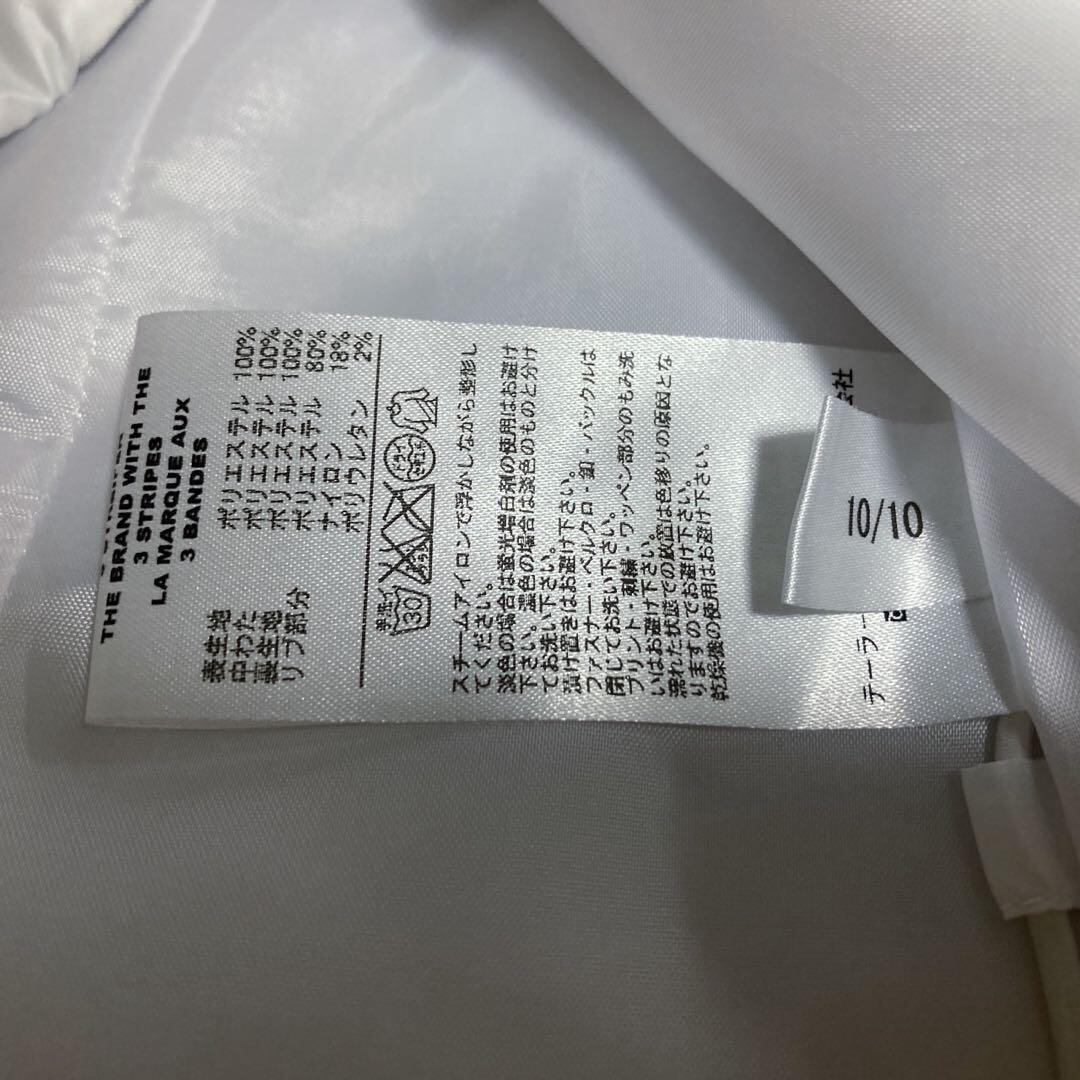 THE BRAND WITH THE
3 STRIPES
LA MARQUE AUX
3 BANDES
表生地 ポリエステル 100%
中わた ポリエステル 100%
裏生地 ポリエステル 100%
リブ部分 ポリエステル 80%
ナイロン 18%
ポリウレタン 2%
30
スチームアイロンで浮かしながら整形し
てください。
淡色の場合は蛍光増白剤の使用はお避け
下さい。濃色の場合は淡色のものと分け
てお洗い下さい。
漬け置きはお避け下さい。
ファスナー・ベルクロ・釦・バックルは
閉じてお洗い下さい。
プリント・刺繍・ワッペン部分のもみ洗
いはお避け下さい。
濡れた状態での放置は色移りの原因とな
りますのでお避け下さい。
乾燥機の使用はお避け下さい。
テーラー
会社
10/10